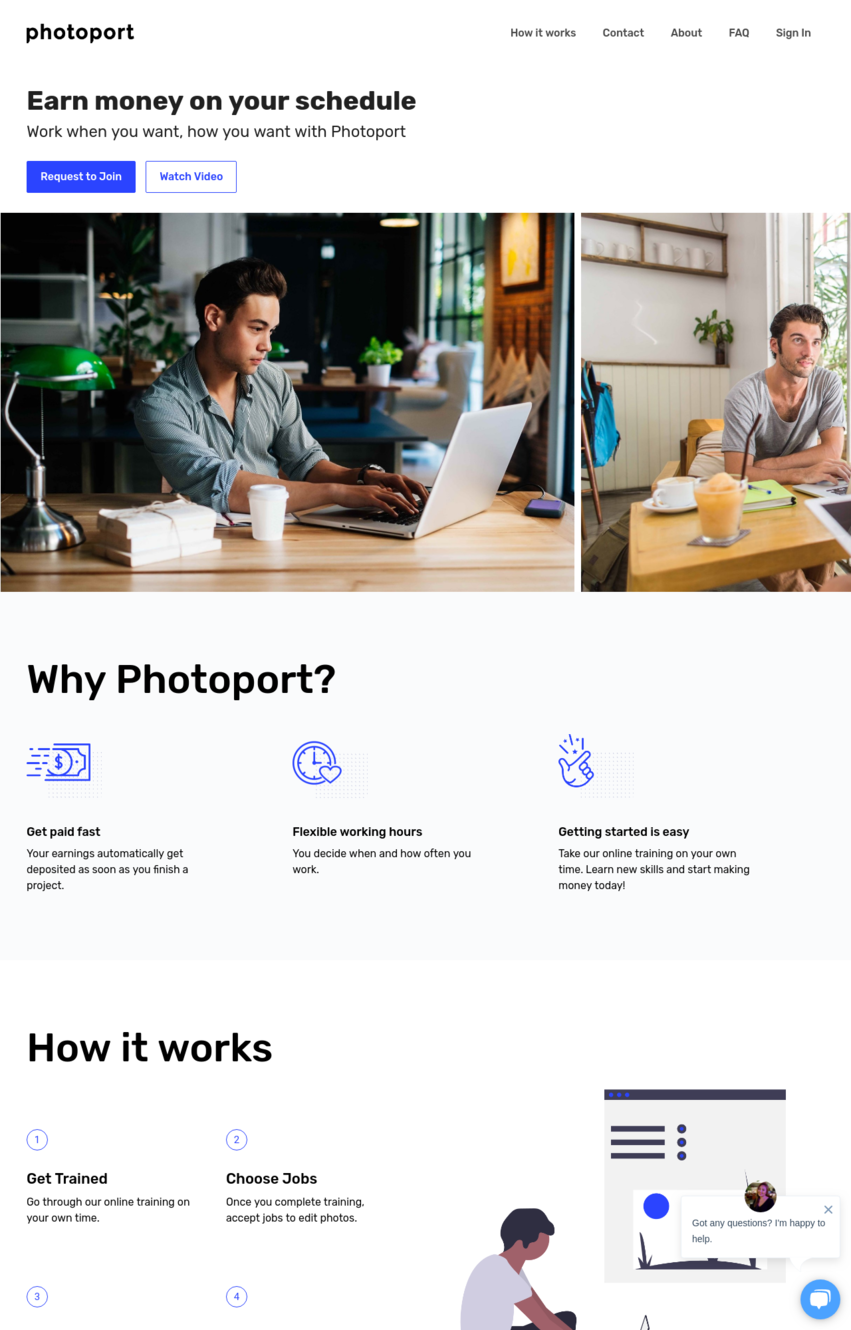 photoport
How it works
Contact
About
FAQ
Sign In
Earn money on your schedule
Work when you want, how you want with Photoport
Request to Join
Watch Video
Why Photoport?
$
Get paid fast
Your earnings automatically get
deposited as soon as you finish a
project.
Flexible working hours
You decide when and how often you
work.
Getting started is easy
Take our online training on your own
time. Learn new skills and start making
money today!
How it works
1
Get Trained
Go through our online training on
your own time.
2
Choose Jobs
Once you complete training,
accept jobs to edit photos.
3
4
Got any questions? I'm happy to
help.